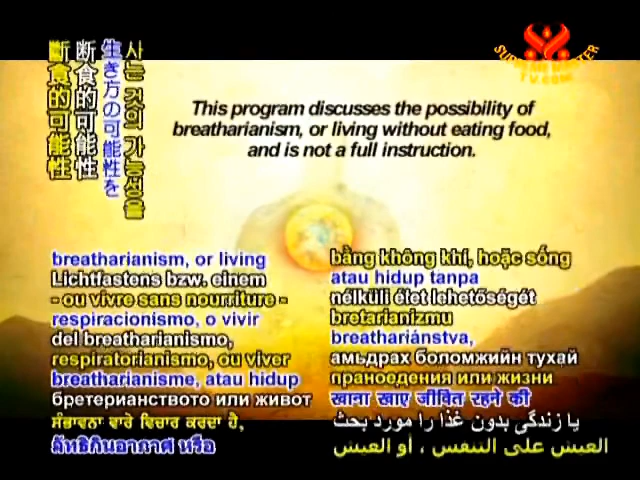 SUPREME MASTER
TV.COM
This program discusses the possibility of
breatharianism, or living without eating food,
and is not a full instruction.
사는 것의 가능성을
生き方の可能性を
断食的可能性
斷食的可能性
breatharianism, or living
Lichtfastens bzw. einem
- ou vivre sans nourriture -
respiracionismo, o vivir
del breatharianismo,
respiratorianismo, ou viver
breatharianisme, atau hidup
бретерианството или живот
ਸੰਭਾਵਨਾ ਵਾਰੇ ਵਿਚਾਰ ਕਰਦਾ ਹੈ,
ลัทธิกินอากาศ หรือ
bằng không khí, hoặc sống
atau hidup tanpa
nélküli élet lehetőségét
bretarianizmu
breathariánstva,
амьдрах боломжийн тухай
праноедения или жизни
खाना खाए जीवित रहने की
یا زندگی بدون غذا را مورد بحث
العيش على التنفس ، أو العيش